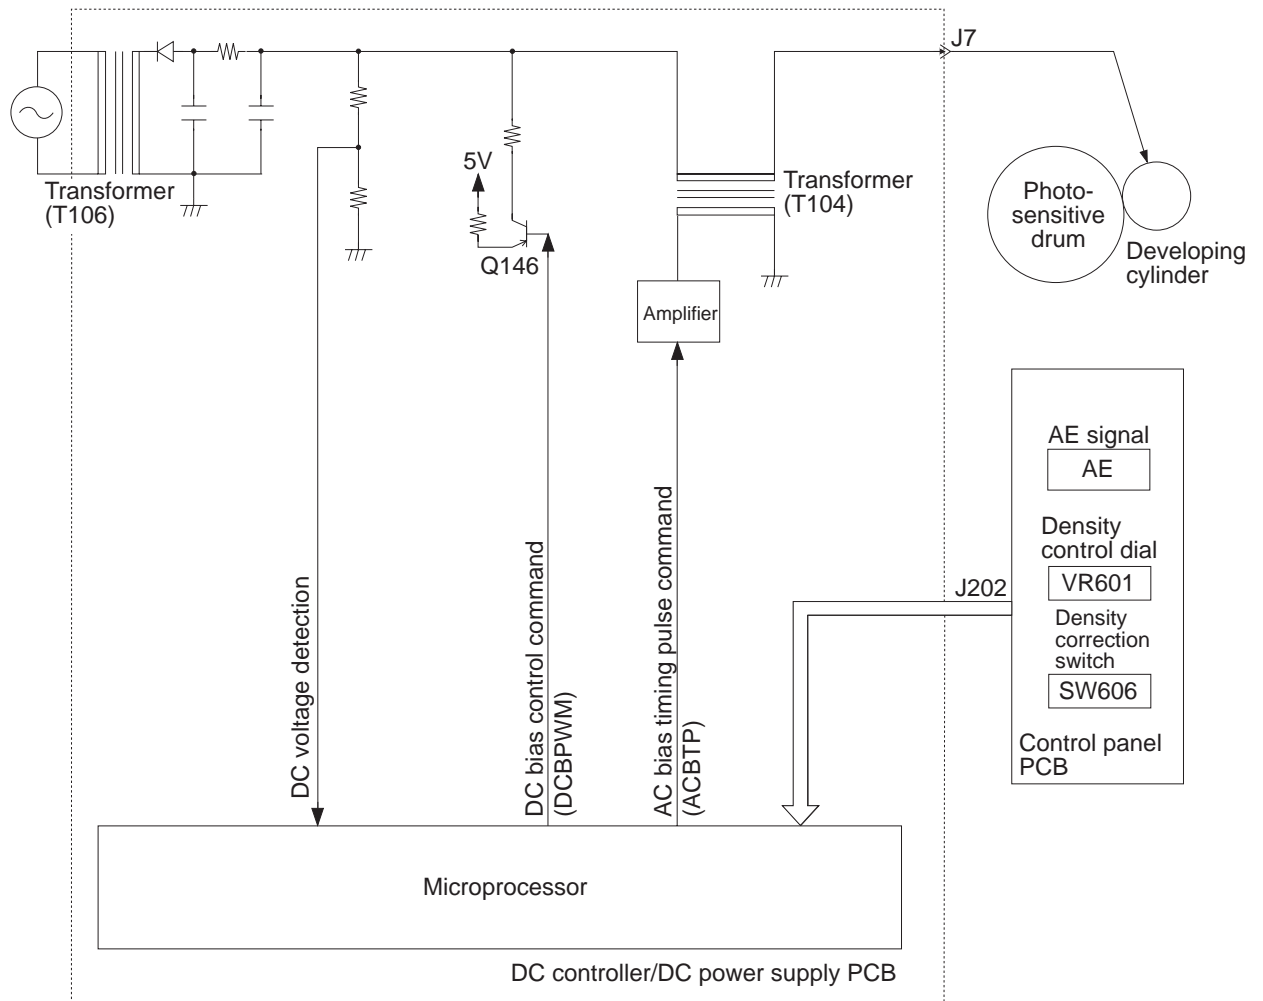 J7
Transformer
(T106)
5V
Q146
Transformer
(T104)
Photo-
sensitive
drum
Developing
cylinder
Amplifier
DC voltage detection
DC bias control command
(DCBPWM)
AC bias timing pulse command
(ACBTP)
J202
AE signal
AE
Density
control dial
VR601
Density
correction
switch
SW606
Control panel
PCB
Microprocessor
DC controller/DC power supply PCB